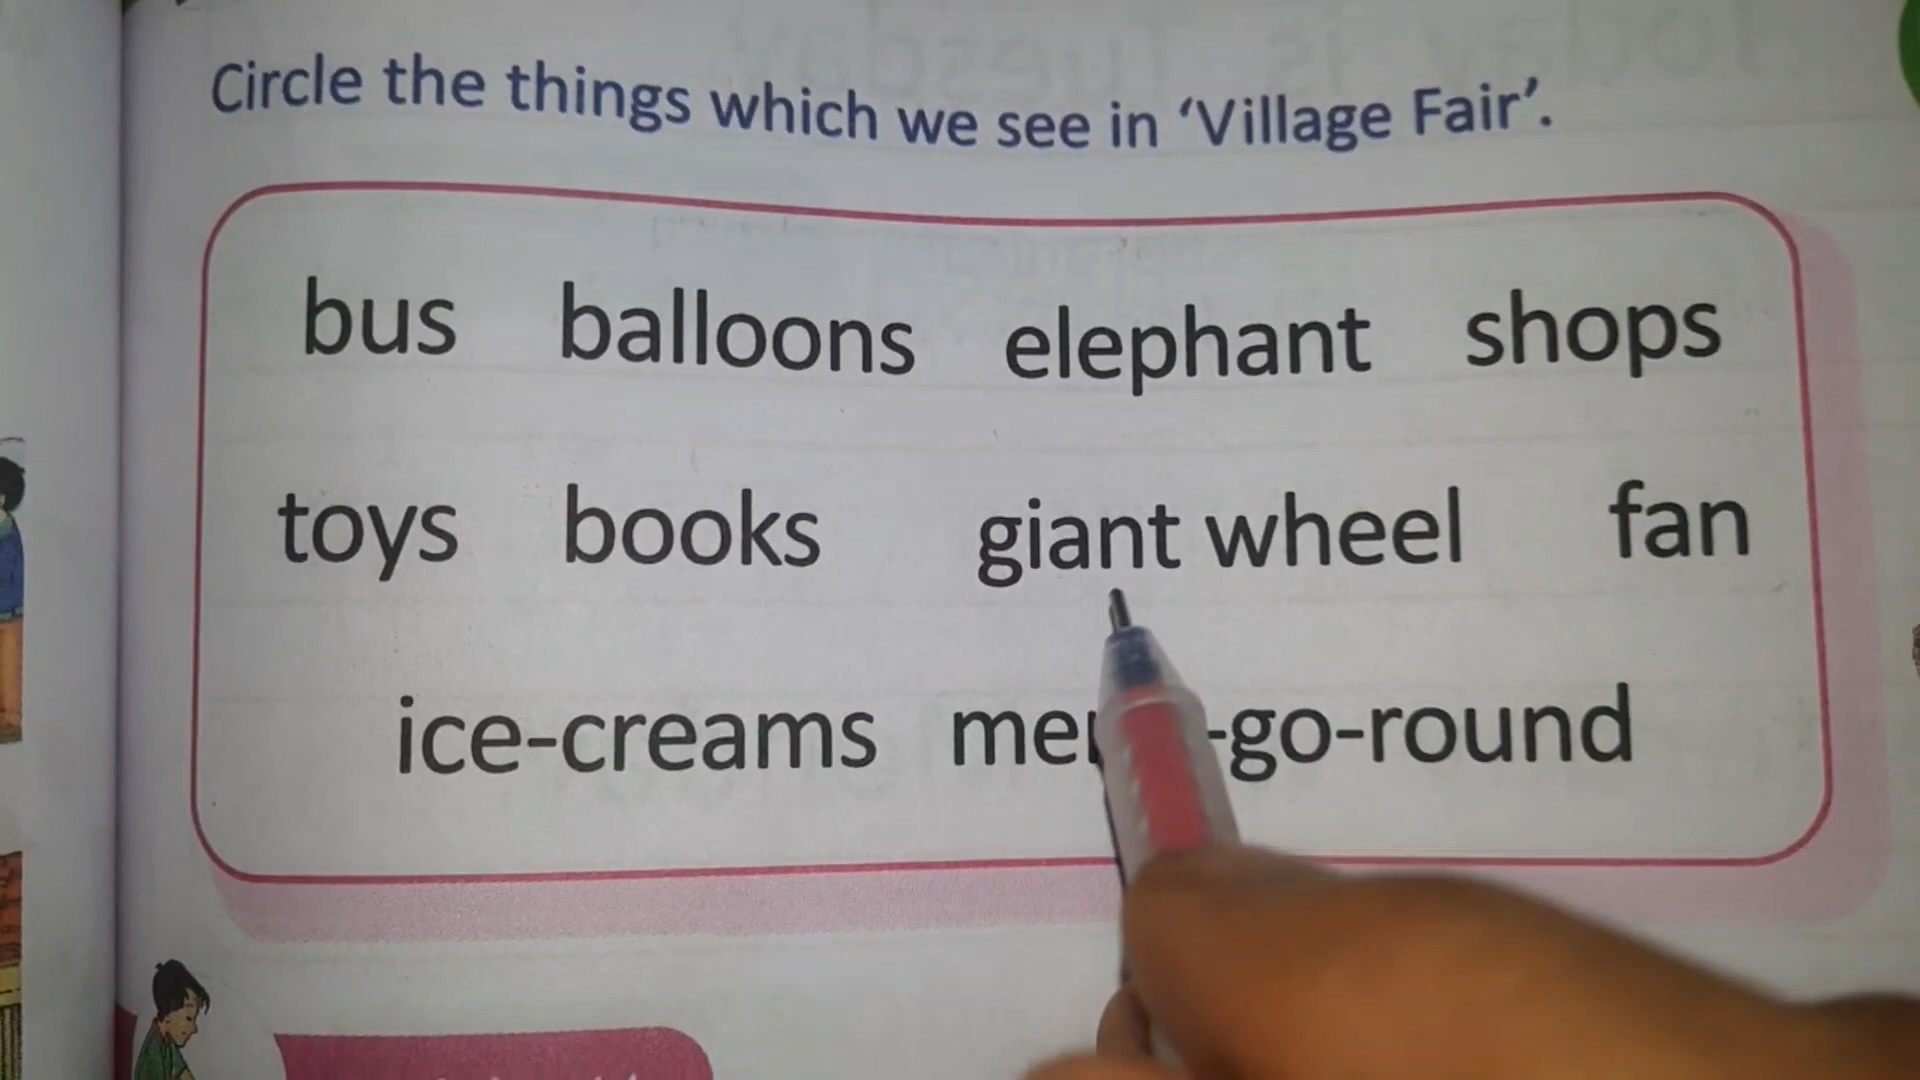 Circle the things which we see in ‘Village Fair’.
bus balloons elephant shops
toys books giant wheel fan
ice-creams -go-round